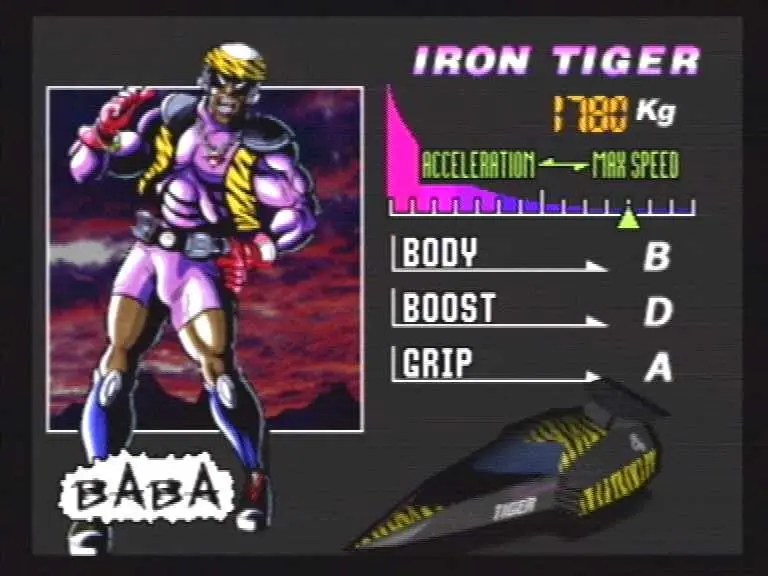 IRON TIGER
1780 Kg
ACCELERATION MAX SPEED
BODY B
BOOST D
GRIP A
BABA
TIGER